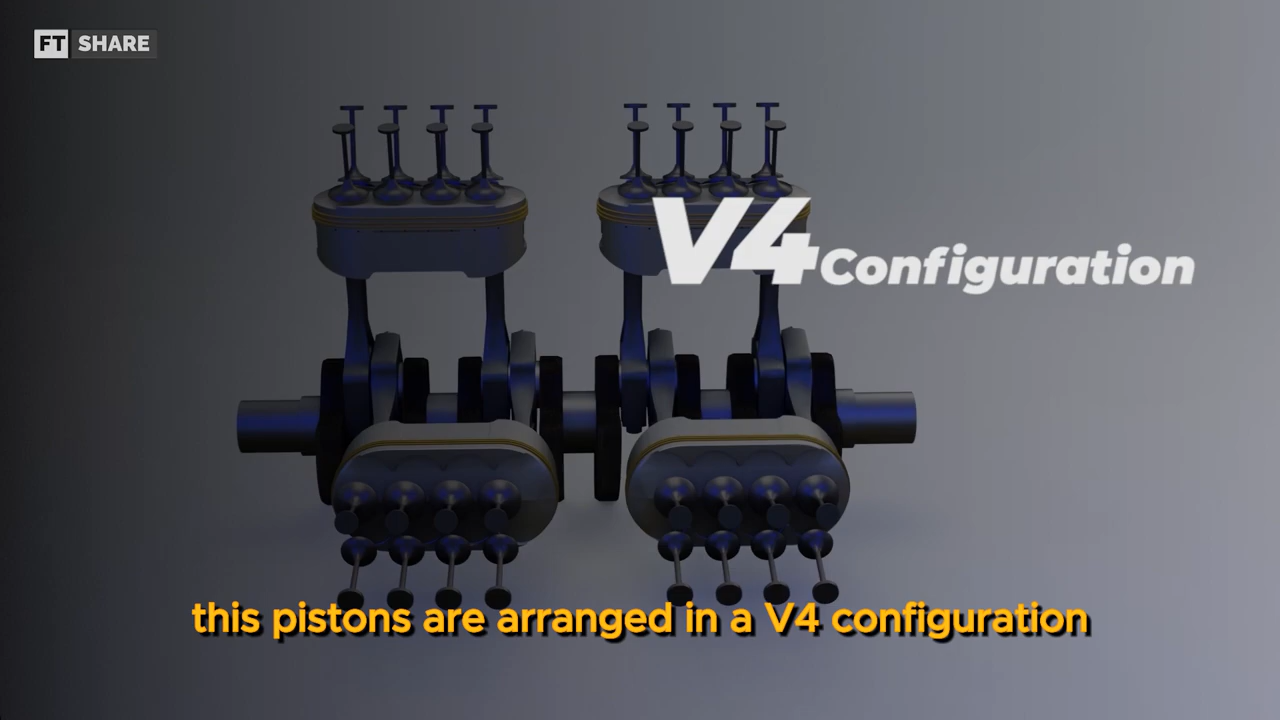 FT SHARE
V4 Configuration
this pistons are arranged in a V4 configuration